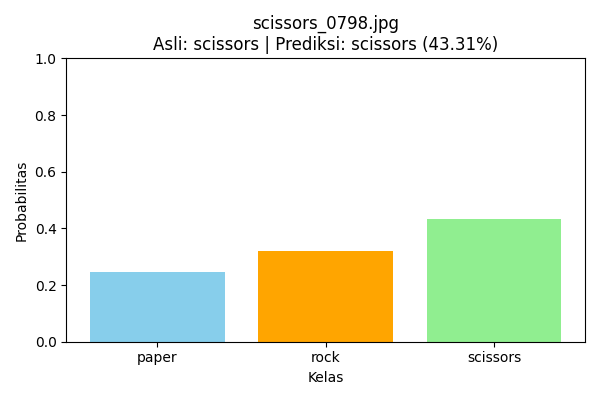 scissors_0798.jpg
Asli: scissors | Prediksi: scissors (43.31%)
1.0
0.8
0.6
0.4
0.2
0.0
Probabilitas
paper
rock
scissors
Kelas